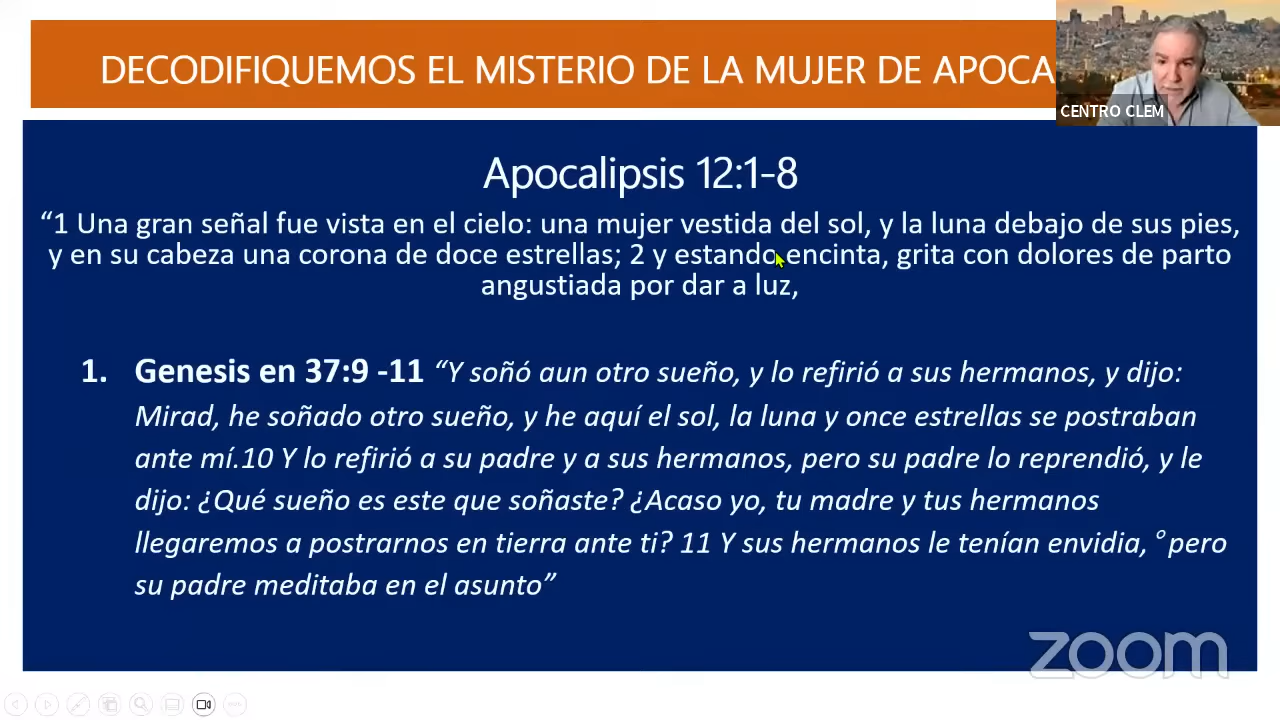 DECODIFIQUEMOS EL MISTERIO DE LA MUJER DE APOCA
CENTRO CLEM
Apocalipsis 12:1-8
“1 Una gran señal fue vista en el cielo: una mujer vestida del sol, y la luna debajo de sus pies,
y en su cabeza una corona de doce estrellas; 2 y estando encinta, grita con dolores de parto
angustiada por dar a luz,
1. Genesis en 37:9 -11 “Y soñó aun otro sueño, y lo refirió a sus hermanos, y dijo:
Mirad, he soñado otro sueño, y he aquí el sol, la luna y once estrellas se postraban
ante mí.10 Y lo refirió a su padre y a sus hermanos, pero su padre lo reprendió, y le
dijo: ¿Qué sueño es este que soñaste? ¿Acaso yo, tu madre y tus hermanos
llegaremos a postrarnos en tierra ante ti? 11 Y sus hermanos le tenían envidia, ° pero
su padre meditaba en el asunto”
zoom